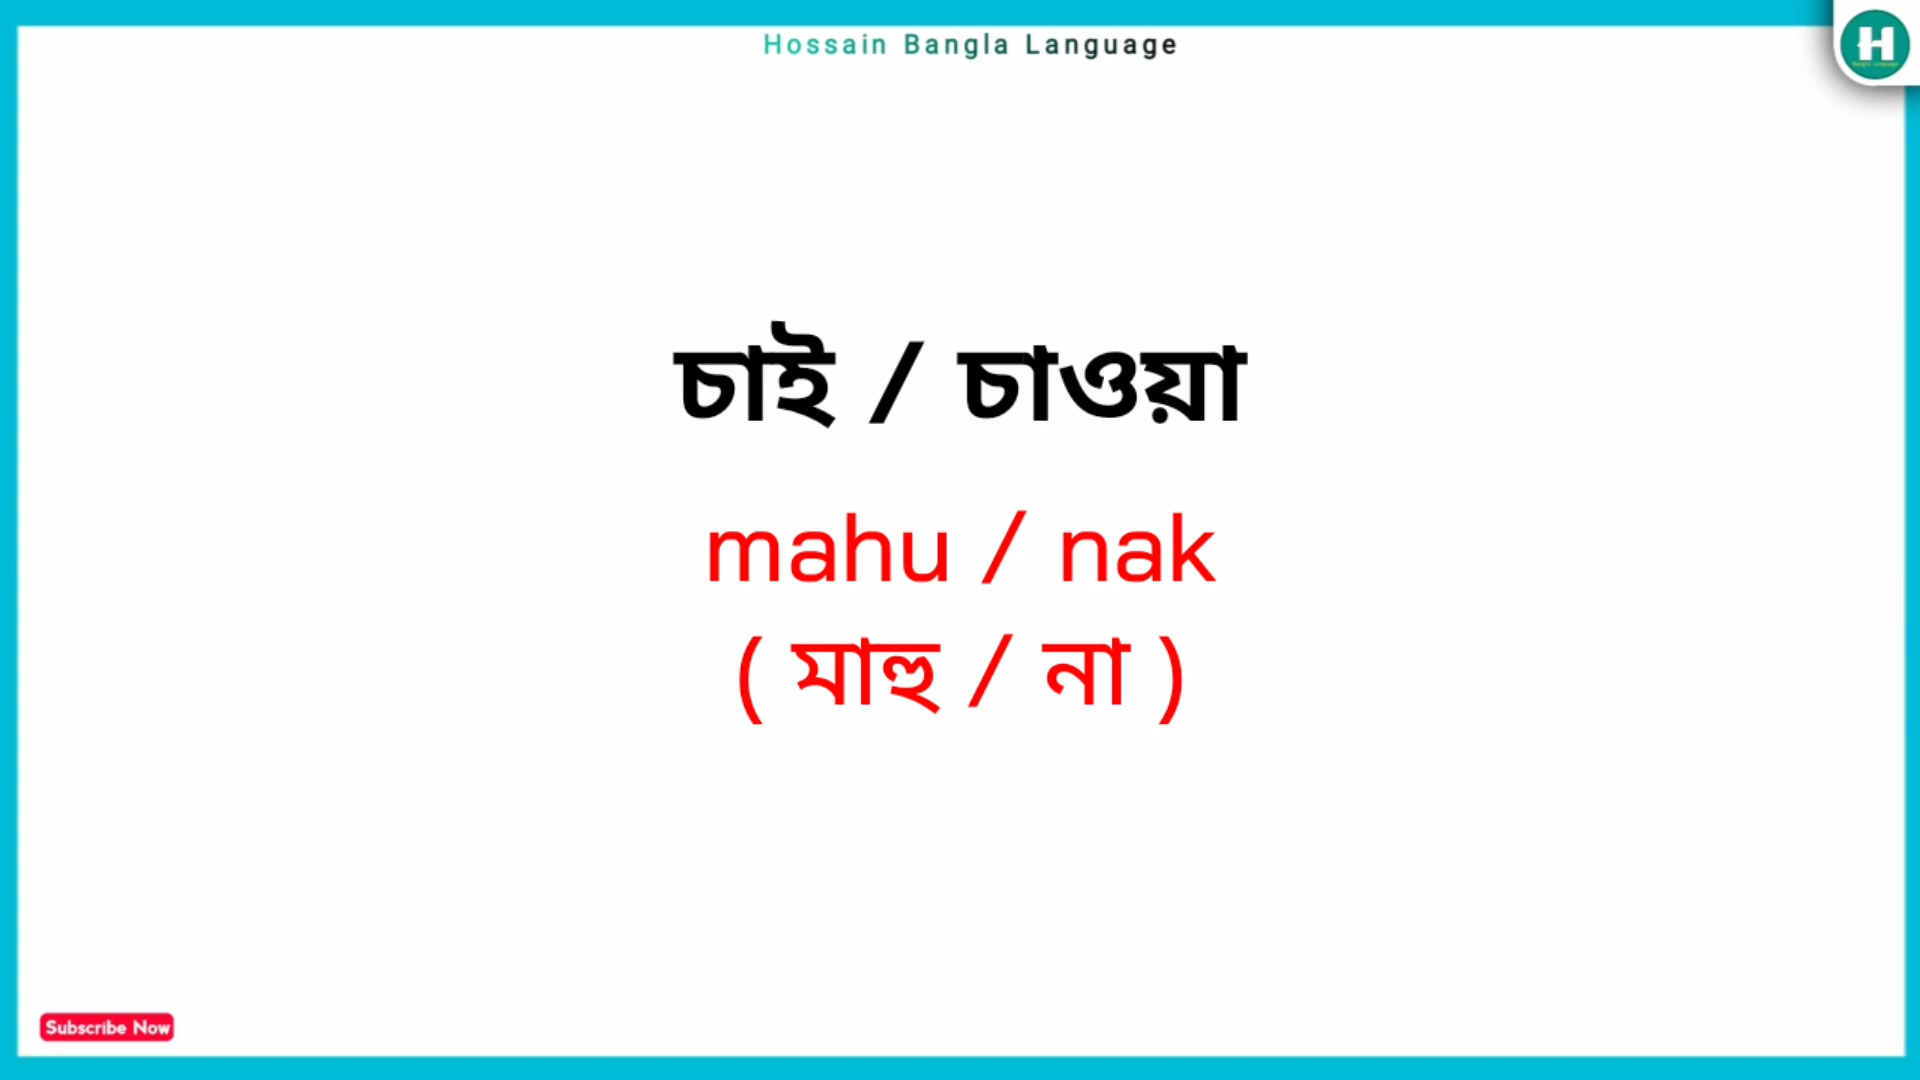 Hossain Bangla Language
H
চাই / চাওয়া
mahu / nak
( মাহু / না )
Subscribe Now